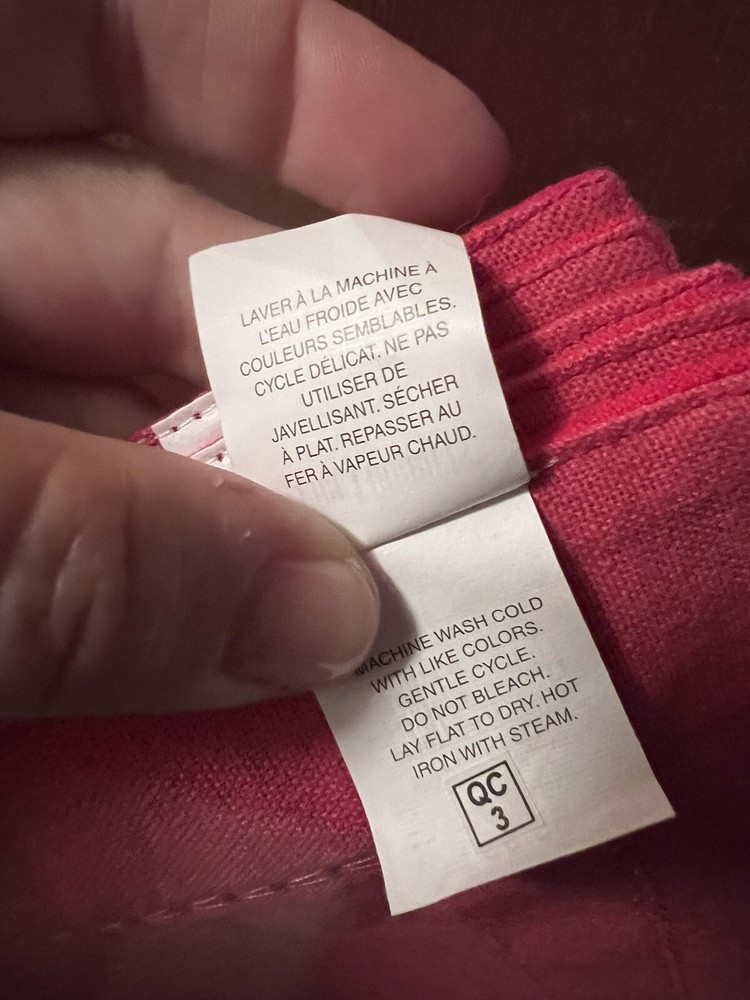 LAVER À LA MACHINE À
L'EAU FROIDE AVEC
COULEURS SEMBLABLES.
CYCLE DÉLICAT. NE PAS
UTILISER DE
JAVELLISANT. SÉCHER
À PLAT. REPASSER AU
FER À VAPEUR CHAUD.
MACHINE WASH COLD
WITH LIKE COLORS.
GENTLE CYCLE.
DO NOT BLEACH.
LAY FLAT TO DRY. HOT
IRON WITH STEAM.
QC
3